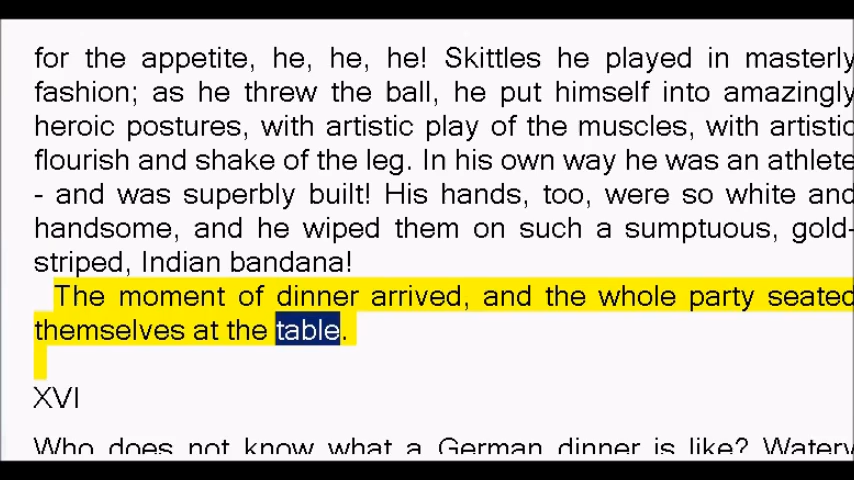 for the appetite, he, he, he! Skittles he played in masterly
fashion; as he threw the ball, he put himself into amazingly
heroic postures, with artistic play of the muscles, with artistic
flourish and shake of the leg. In his own way he was an athlete
- and was superbly built! His hands, too, were so white and
handsome, and he wiped them on such a sumptuous, gold-
striped, Indian bandana!
The moment of dinner arrived, and the whole party seated
themselves at the table.
XVI
Who does not know what a German dinner is like? Watery